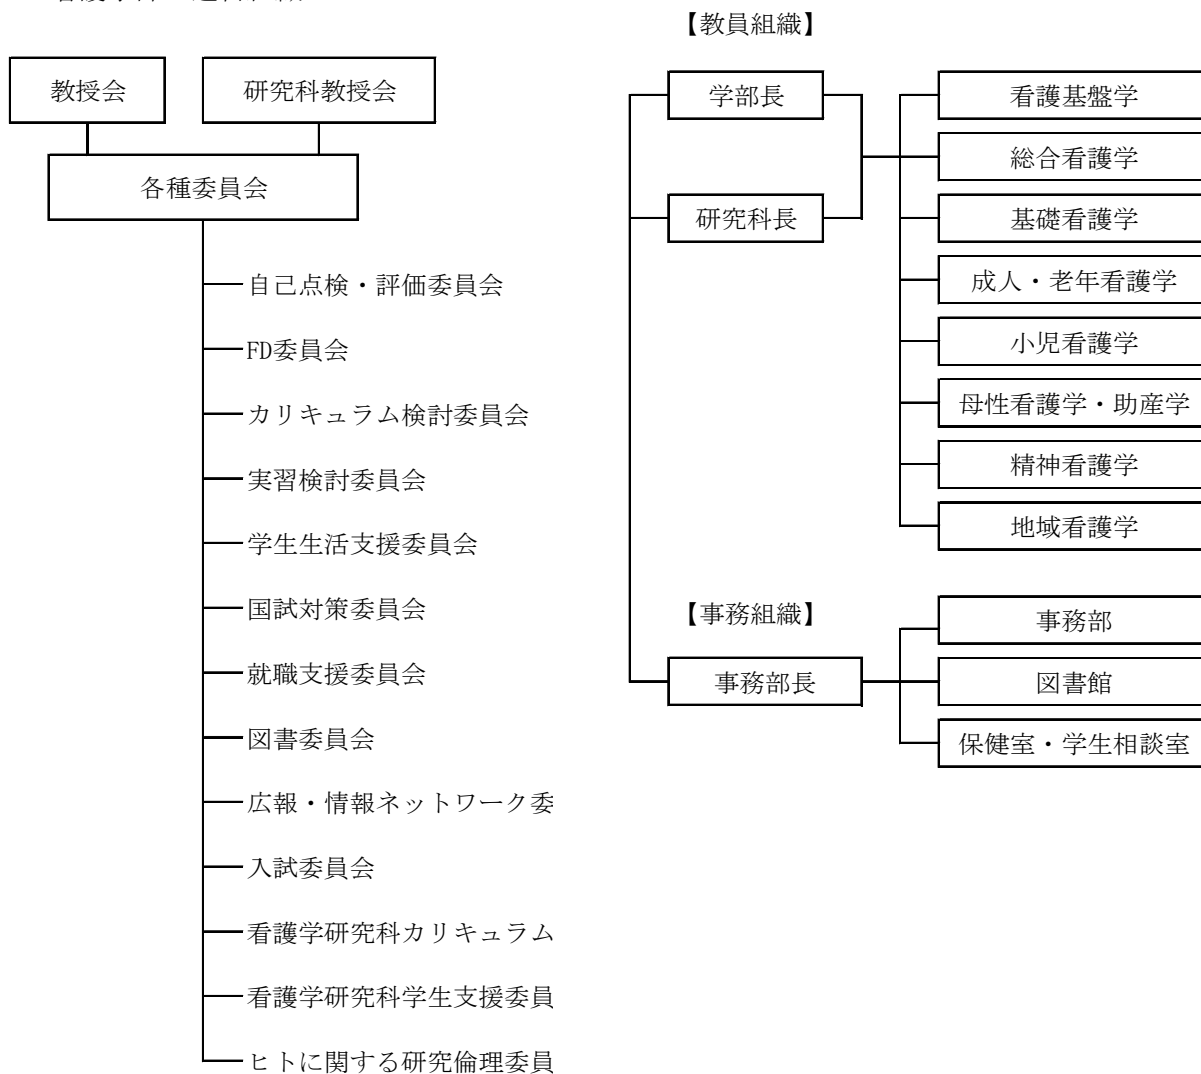 教授会
研究科教授会
各種委員会
自己点検・評価委員会
FD委員会
カリキュラム検討委員会
実習検討委員会
学生生活支援委員会
国試対策委員会
就職支援委員会
図書委員会
広報・情報ネットワーク委
入試委員会
看護学研究科カリキュラム
看護学研究科学生支援委員
ヒトに関する研究倫理委員
【教員組織】
学部長
研究科長
看護基盤学
総合看護学
基礎看護学
成人・老年看護学
小児看護学
母性看護学・助産学
精神看護学
地域看護学
【事務組織】
事務部長
事務部
図書館
保健室・学生相談室